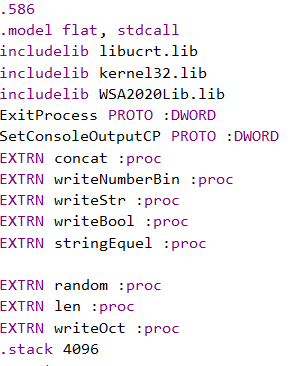 .586
.model flat, stdcall
includelib libucrt.lib
includelib kernel32.lib
includelib WSA2020Lib.lib
ExitProcess PROTO :DWORD
SetConsoleOutputCP PROTO :DWORD
EXTRN concat :proc
EXTRN writeNumberBin :proc
EXTRN writeStr :proc
EXTRN writeBool :proc
EXTRN stringEquel :proc
EXTRN random :proc
EXTRN len :proc
EXTRN writeOct :proc
.stack 4096